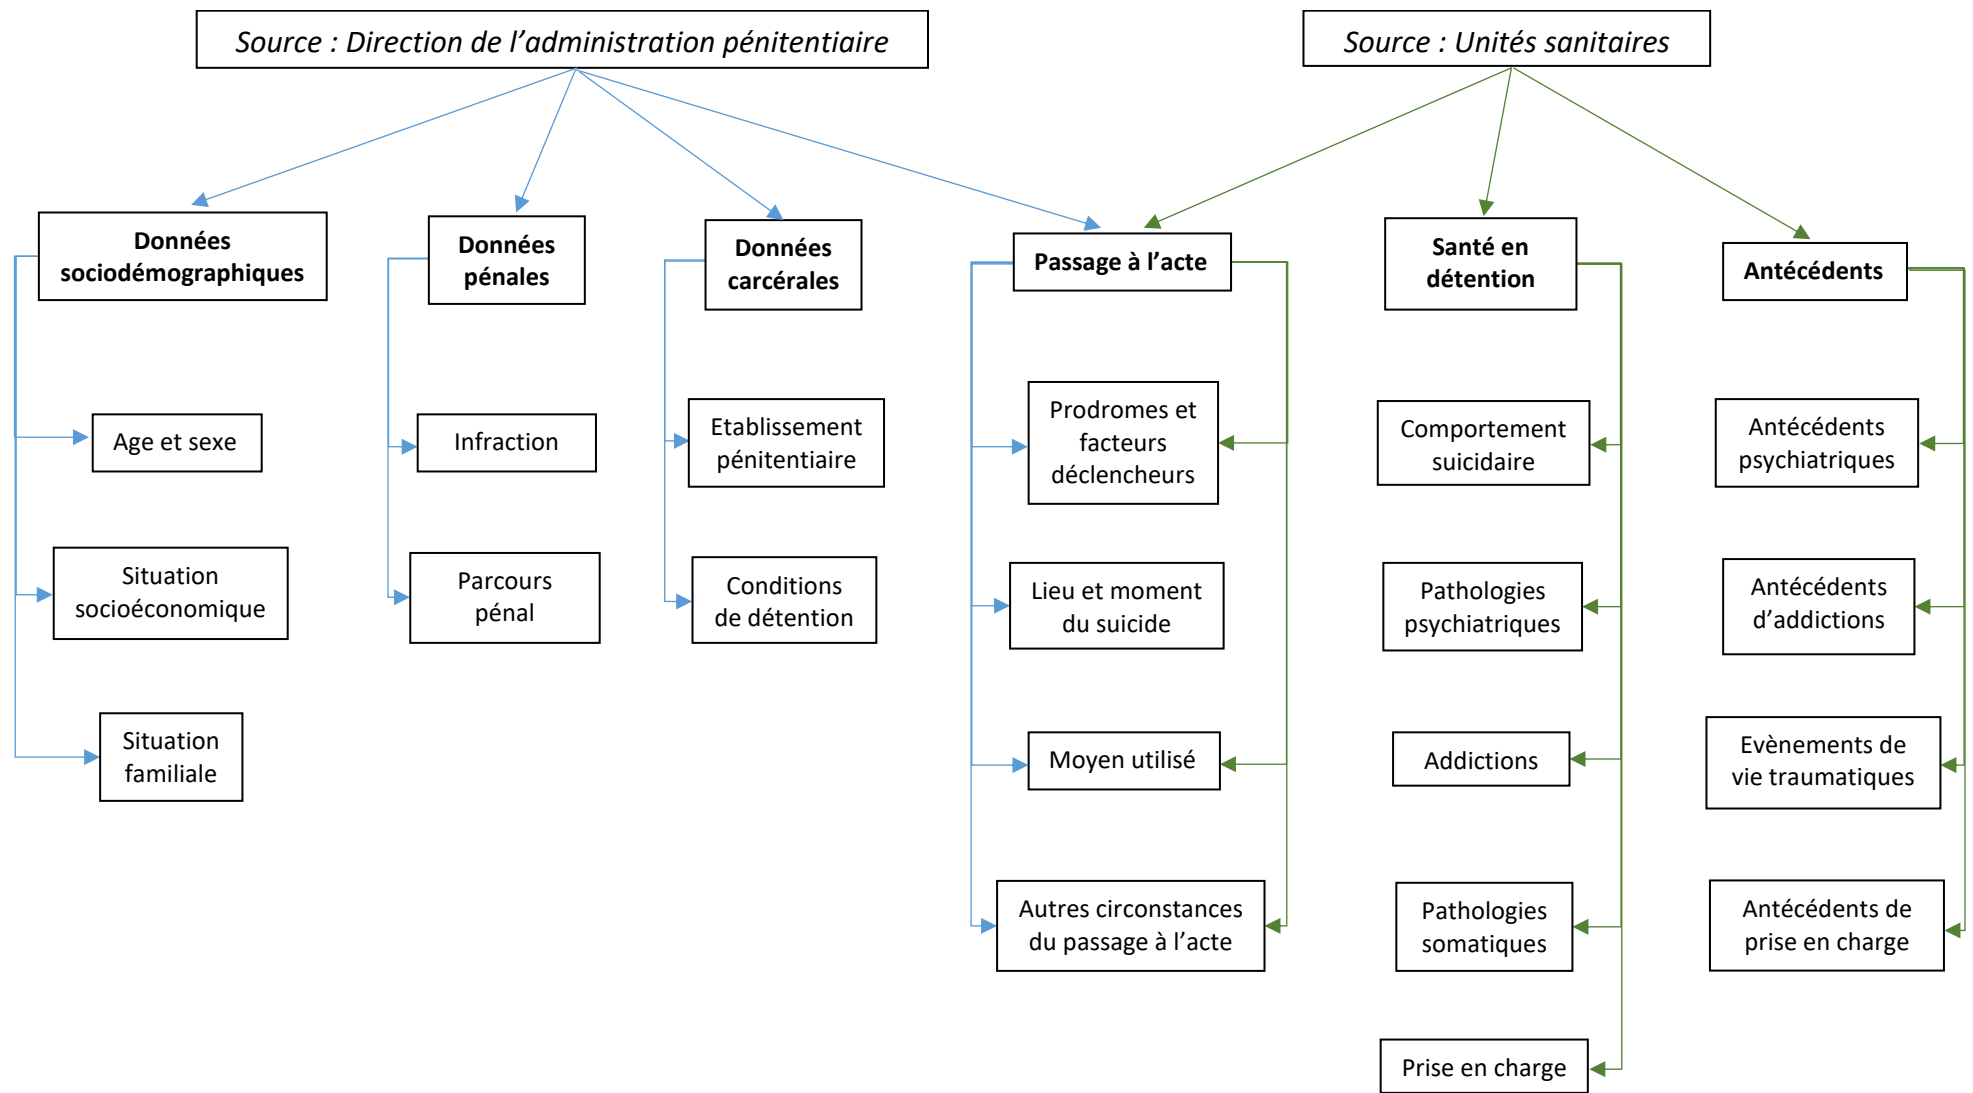 Source : Direction de l’administration pénitentiaire
Source : Unités sanitaires
Données
sociodémographiques
Données
pénales
Données
carcérales
Passage à l’acte
Santé en
détention
Antécédents
Age et sexe
Situation
socioéconomique
Situation
familiale
Infraction
Parcours
pénal
Etablissement
pénitentiaire
Conditions
de détention
Prodromes et
facteurs
déclencheurs
Lieu et moment
du suicide
Moyen utilisé
Autres circonstances
du passage à l’acte
Comportement
suicidaire
Pathologies
psychiatriques
Addictions
Pathologies
somatiques
Prise en charge
Antécédents
psychiatriques
Antécédents
d’addictions
Evènements de
vie traumatiques
Antécédents de
prise en charge